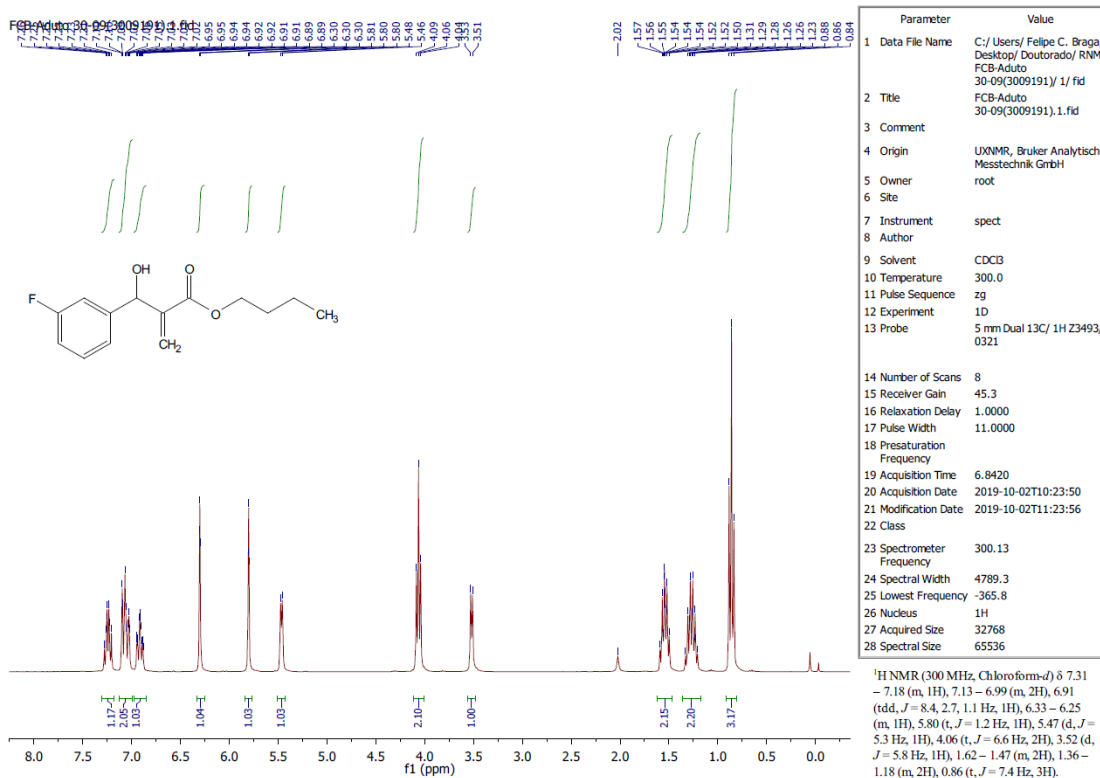 FCB-Aduto 30-09(3009191).1.fid
7.02
6.95
6.95
6.94
6.94
6.92
6.92
6.91
6.91
6.89
6.89
6.30
6.30
6.30
5.81
5.80
5.80
5.48
5.46
4.09
4.06
4.04
3.53
3.51
2.02
1.57
1.56
1.55
1.54
1.54
1.54
1.52
1.52
1.50
1.31
1.29
1.28
1.26
1.26
1.23
0.88
0.86
0.84
OH
O
F
O
CH3
CH2
1.17
2.05
1.03
1.04
1.03
1.03
2.10
1.00
2.15
2.20
3.17
8.0 7.5 7.0 6.5 6.0 5.5 5.0 4.5 4.0 3.5 3.0 2.5 2.0 1.5 1.0 0.5 0.0
f1 (ppm)
Parameter Value
1 Data File Name C:/ Users/ Felipe C. Braga/
Desktop/ Doutorado/ RNM
FCB-Aduto
30-09(3009191)/ 1/ fid
2 Title FCB-Aduto
30-09(3009191).1.fid
3 Comment
4 Origin UXNMR, Bruker Analytisch
Messtechnik GmbH
5 Owner root
6 Site
7 Instrument spect
8 Author
9 Solvent CDCl3
10 Temperature 300.0
11 Pulse Sequence zg
12 Experiment 1D
13 Probe 5 mm Dual 13C/ 1H Z3493/
0321
14 Number of Scans 8
15 Receiver Gain 45.3
16 Relaxation Delay 1.0000
17 Pulse Width 11.0000
18 Presaturation
Frequency
19 Acquisition Time 6.8420
20 Acquisition Date 2019-10-02T10:23:50
21 Modification Date 2019-10-02T11:23:56
22 Class
23 Spectrometer 300.13
Frequency
24 Spectral Width 4789.3
25 Lowest Frequency -365.8
26 Nucleus 1H
27 Acquired Size 32768
28 Spectral Size 65536
¹H NMR (300 MHz, Chloroform-d) δ 7.31
– 7.18 (m, 1H), 7.13 – 6.99 (m, 2H), 6.91
(tdd, J = 8.4, 2.7, 1.1 Hz, 1H), 6.33 – 6.25
(m, 1H), 5.80 (t, J = 1.2 Hz, 1H), 5.47 (d, J =
5.3 Hz, 1H), 4.06 (t, J = 6.6 Hz, 2H), 3.52 (d,
J = 5.8 Hz, 1H), 1.62 – 1.47 (m, 2H), 1.36 –
1.18 (m, 2H), 0.86 (t, J = 7.4 Hz, 3H).